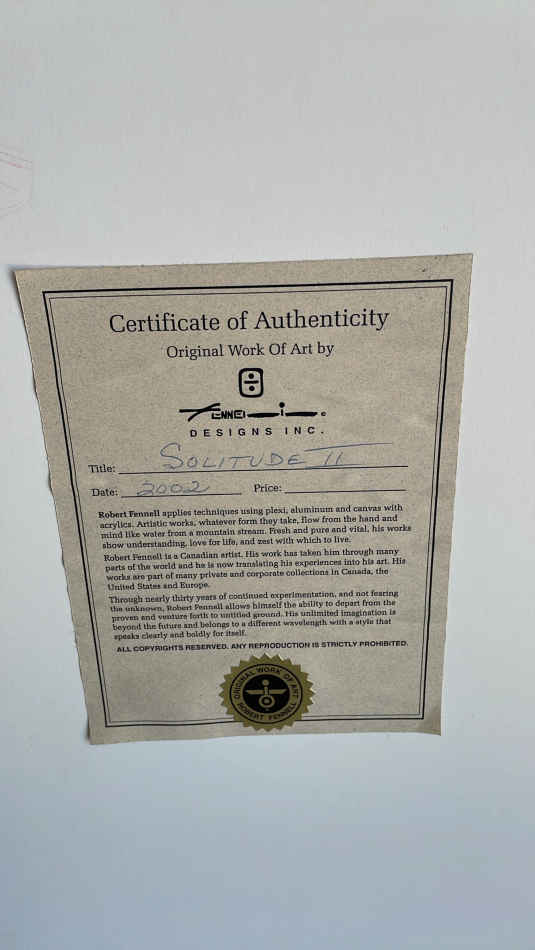 Certificate of Authenticity
Original Work Of Art by
FENNELL ©
DESIGNS INC.
Title: SOLITUDE II
Date: 2002 Price:
Robert Fennell applies techniques using plexi, aluminum and canvas with
acrylics. Artistic works, whatever form they take, flow from the hand and
mind like water from a mountain stream. Fresh and pure and vital, his works
show understanding, love for life, and zest with which to live.
Robert Fennell is a Canadian artist. His work has taken him through many
parts of the world and he is now translating his experiences into his art. His
works are part of many private and corporate collections in Canada, the
United States and Europe.
Through nearly thirty years of continued experimentation, and not fearing
the unknown, Robert Fennell allows himself the ability to depart from the
proven and venture forth to untitled ground. His unlimited imagination is
beyond the future and belongs to a different wavelength with a style that
speaks clearly and boldly for itself.
ALL COPYRIGHTS RESERVED. ANY REPRODUCTION IS STRICTLY PROHIBITED.
ORIGINAL WORK OF ART
ROBERT FENNELL